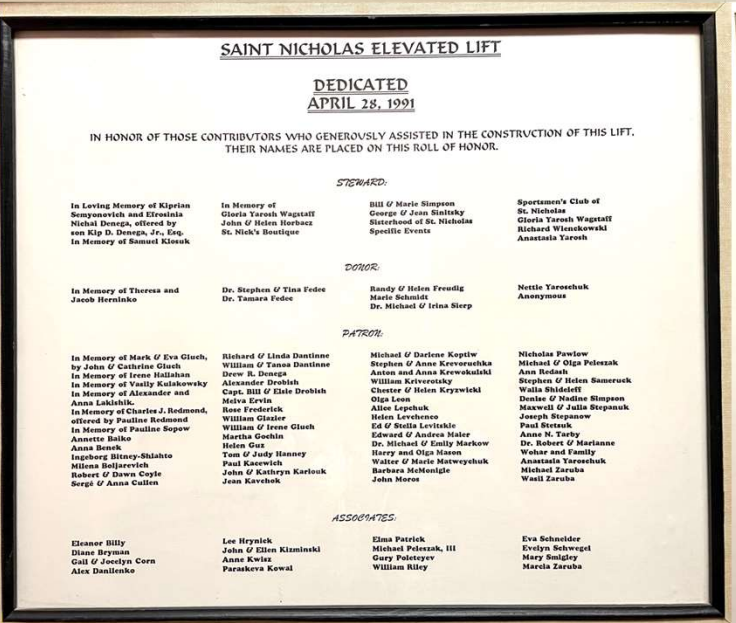 SAINT NICHOLAS ELEVATED LIFT
DEDICATED
APRIL 28, 1991
IN HONOR OF THOSE CONTRIBUTORS WHO GENEROUSLY ASSISTED IN THE CONSTRUCTION OF THIS LIFT.
THEIR NAMES ARE PLACED ON THIS ROLL OF HONOR.
STEWARD:
In Loving Memory of Kiprian
Semyonovich and Efrosinia
Nichai Denega, offered by
son Kip D. Denega, Jr., Esq.
In Memory of Samuel Klosuk
In Memory of
Gloria Yarosh Wagstaff
John & Helen Horbacz
St. Nick's Boutique
Bill & Marie Simpson
George & Jean Sinitsky
Sisterhood of St. Nicholas
Specific Events
Sportsmen's Club of
St. Nicholas
Gloria Yarosh Wagstaff
Richard Wienckowski
Anastasia Yarosh
DONOR:
In Memory of Theresa and
Jacob Herninko
Dr. Stephen & Tina Fedec
Dr. Tamara Fedec
Randy & Helen Freudig
Marie Schmidt
Dr. Michael & Irina Sierp
Nettie Yaroschuk
Anonymous
PATRON:
In Memory of Mark & Eva Gluch,
by John & Cathrine Gluch
In Memory of Irene Hallahan
In Memory of Vasily Kulakowsky
In Memory of Alexander and
Anna Lakishik.
In Memory of Charles J. Redmond,
offered by Pauline Redmond
In Memory of Pauline Sopow
Annette Baiko
Anna Benek
Ingeborg Bitney-Shlahto
Milena Boljarevich
Robert & Dawn Coyle
Sergé & Anna Cullen
Richard & Linda Dantinne
William & Tanea Dantinne
Drew R. Denega
Alexander Drobish
Capt. Bill & Elsie Drobish
Melva Ervin
Rose Frederick
William Glazier
William & Irene Gluch
Martha Gochin
Helen Guz
Tom & Judy Hanney
Paul Kacewich
John & Kathryn Karlouk
Jean Kavchok
Michael & Darlene Koptiw
Stephen & Anne Krevoruchka
Anton and Anna Krewokulski
William Kriverotsky
Chester & Helen Kryzwicki
Olga Leon
Alice Lepchuk
Helen Levchenco
Ed & Stella Levitskie
Edward & Andrea Maier
Dr. Michael & Emily Markow
Harry and Olga Mason
Walter & Marie Matweychuk
Barbara McMonigle
John Moros
Nicholas Pawlow
Michael & Olga Peleszak
Ann Redash
Stephen & Helen Sameruck
Walla Shideleff
Denise & Nadine Simpson
Maxwell & Julia Stepanuk
Joseph Stepanow
Paul Stetsuk
Anne N. Tarby
Dr. Robert & Marianne
Wohar and Family
Anastasia Yaroschuk
Michael Zaruba
Wasil Zaruba
ASSOCIATES:
Eleanor Billy
Diane Bryman
Gail & Jocelyn Corn
Alex Danilenko
Lee Hrynick
John & Ellen Kizminski
Anne Kwisz
Paraskeva Kowal
Elma Patrick
Michael Peleszak, III
Gury Poleteyev
William Riley
Eva Schneider
Evelyn Schwegel
Mary Smigley
Marcia Zaruba